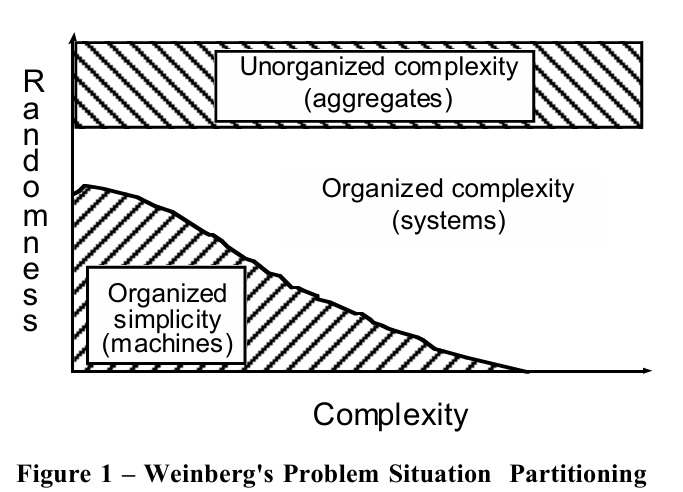 Unorganized complexity
(aggregates)
Randomness
Organized complexity
(systems)
Organized
simplicity
(machines)
Complexity
Figure 1 – Weinberg's Problem Situation Partitioning